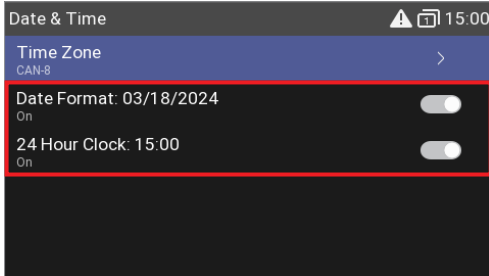 Date & Time 1 15:00
Time Zone
CAN-8
Date Format: 03/18/2024
On
24 Hour Clock: 15:00
On